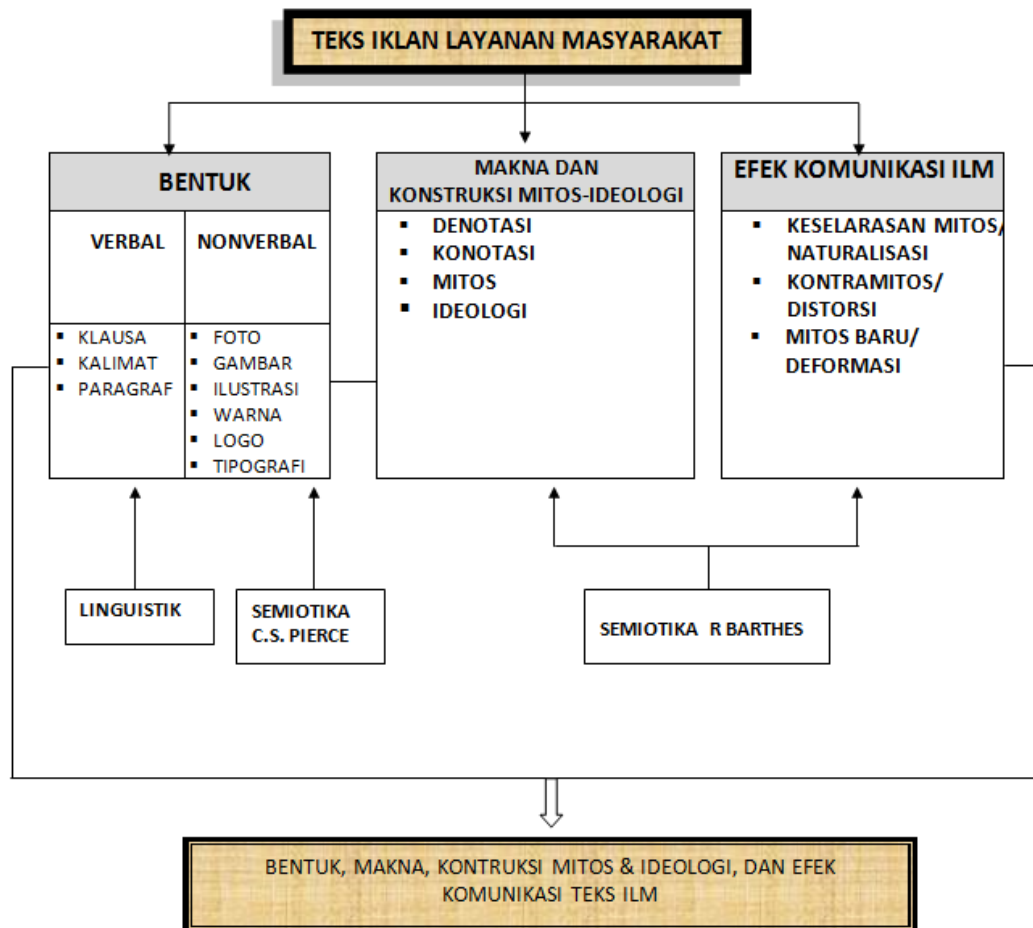 TEKS IKLAN LAYANAN MASYARAKAT
BENTUK
VERBAL
NONVERBAL
KLAUSA
KALIMAT
PARAGRAF
FOTO
GAMBAR
ILUSTRASI
WARNA
LOGO
TIPOGRAFI
MAKNA DAN
KONSTRUKSI MITOS-IDEOLOGI
DENOTASI
KONOTASI
MITOS
IDEOLOGI
EFEK KOMUNIKASI ILM
KESELARASAN MITOS/
NATURALISASI
KONTRAMITOS/
DISTORSI
MITOS BARU/
DEFORMASI
LINGUISTIK
SEMIOTIKA
C.S. PIERCE
SEMIOTIKA R BARTHES
BENTUK, MAKNA, KONTRUKSI MITOS & IDEOLOGI, DAN EFEK
KOMUNIKASI TEKS ILM